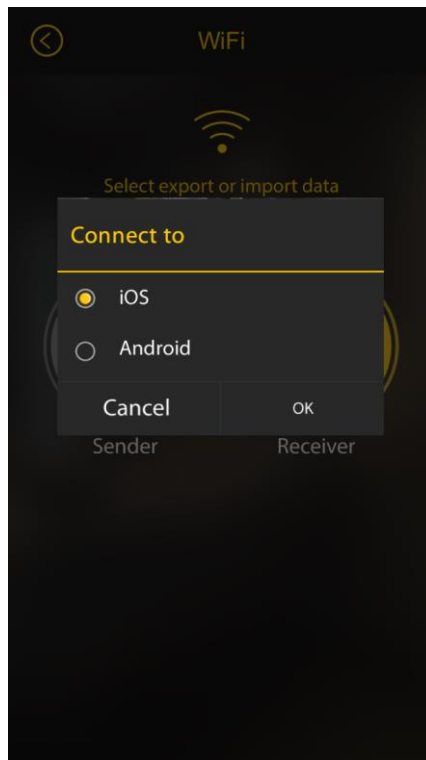 WiFi
Select export or import data
Connect to
iOS
Android
Cancel OK
Sender Receiver